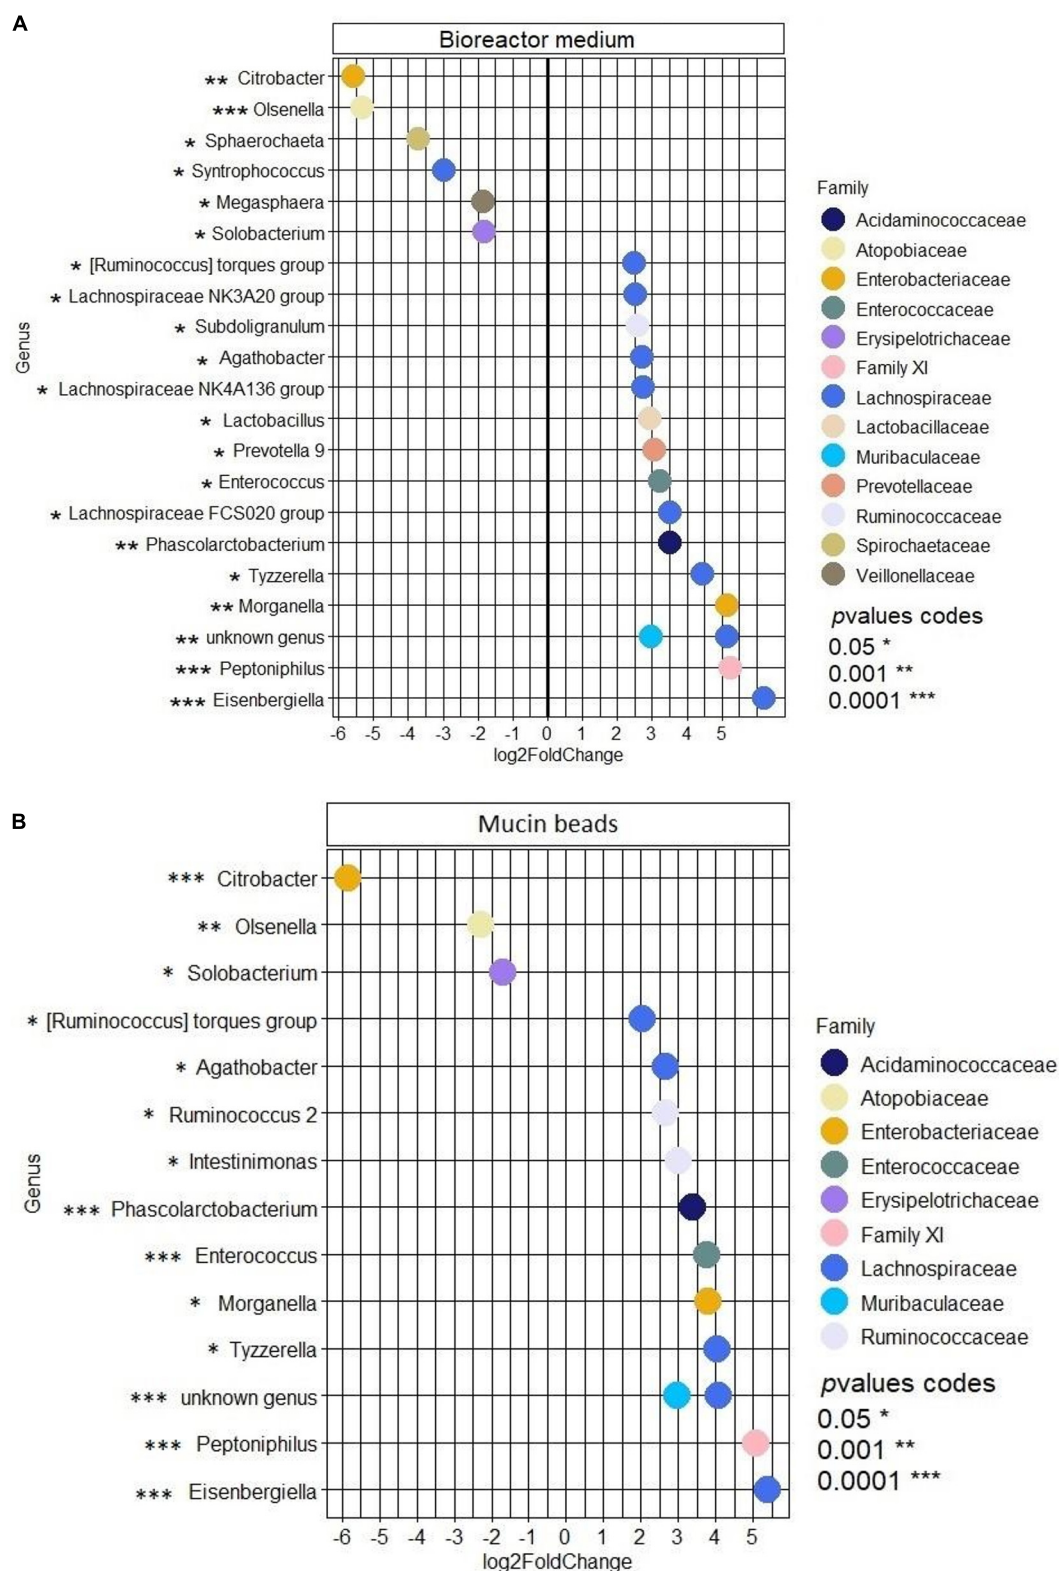 A
Bioreactor medium
** Citrobacter
*** Olsenella
* Sphaerochaeta
* Syntrophococcus
* Megasphaera
* Solobacterium
* [Ruminococcus] torques group
* Lachnospiraceae NK3A20 group
* Subdoligranulum
* Agathobacter
* Lachnospiraceae NK4A136 group
* Lactobacillus
* Prevotella 9
* Enterococcus
* Lachnospiraceae FCS020 group
** Phascolarctobacterium
* Tyzzerella
** Morganella
** unknown genus
*** Peptoniphilus
*** Eisenbergiella
Genus
-6 -5 -4 -3 -2 -1 0 1 2 3 4 5
log2FoldChange
Family
Acidaminococcaceae
Atopobiaceae
Enterobacteriaceae
Enterococcaceae
Erysipelotrichaceae
Family XI
Lachnospiraceae
Lactobacillaceae
Muribaculaceae
Prevotellaceae
Ruminococcaceae
Spirochaetaceae
Veillonellaceae
pvalues codes
0.05 *
0.001 **
0.0001 ***
B
Mucin beads
*** Citrobacter
** Olsenella
* Solobacterium
* [Ruminococcus] torques group
* Agathobacter
* Ruminococcus 2
* Intestinimonas
*** Phascolarctobacterium
*** Enterococcus
* Morganella
* Tyzzerella
*** unknown genus
*** Peptoniphilus
*** Eisenbergiella
Genus
-6 -5 -4 -3 -2 -1 0 1 2 3 4 5
log2FoldChange
Family
Acidaminococcaceae
Atopobiaceae
Enterobacteriaceae
Enterococcaceae
Erysipelotrichaceae
Family XI
Lachnospiraceae
Muribaculaceae
Ruminococcaceae
pvalues codes
0.05 *
0.001 **
0.0001 ***